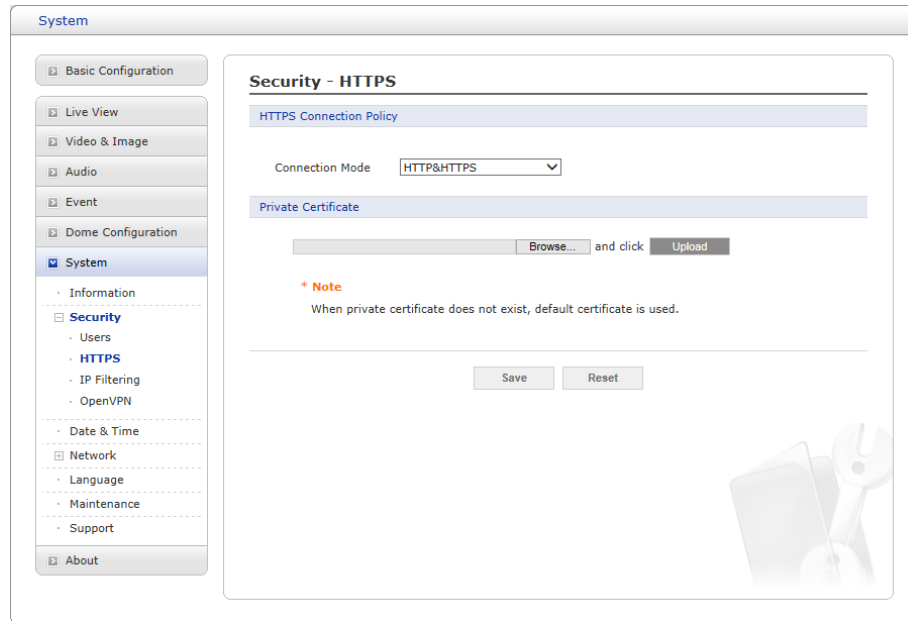 System
Basic Configuration
Live View
Video & Image
Audio
Event
Dome Configuration
System
· Information
Security
· Users
· HTTPS
· IP Filtering
· OpenVPN
· Date & Time
Network
· Language
· Maintenance
· Support
About
Security - HTTPS
HTTPS Connection Policy
Connection Mode HTTP&HTTPS
Private Certificate
Browse... and click Upload
* Note
When private certificate does not exist, default certificate is used.
Save Reset